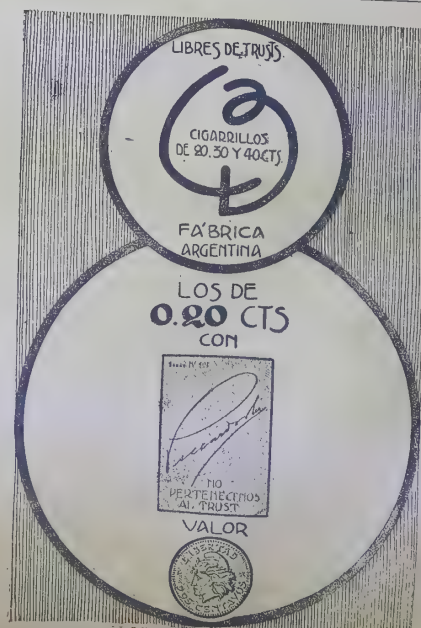 LIBRES DE TRUSTS.
CIGARRILLOS
DE 20.30 Y 40 CTS.
FÁBRICA
ARGENTINA
LOS DE
0.20 CTS
CON
Piccardo
NO
PERTENECEMOS
AL TRUST
VALOR
LIBERTAD